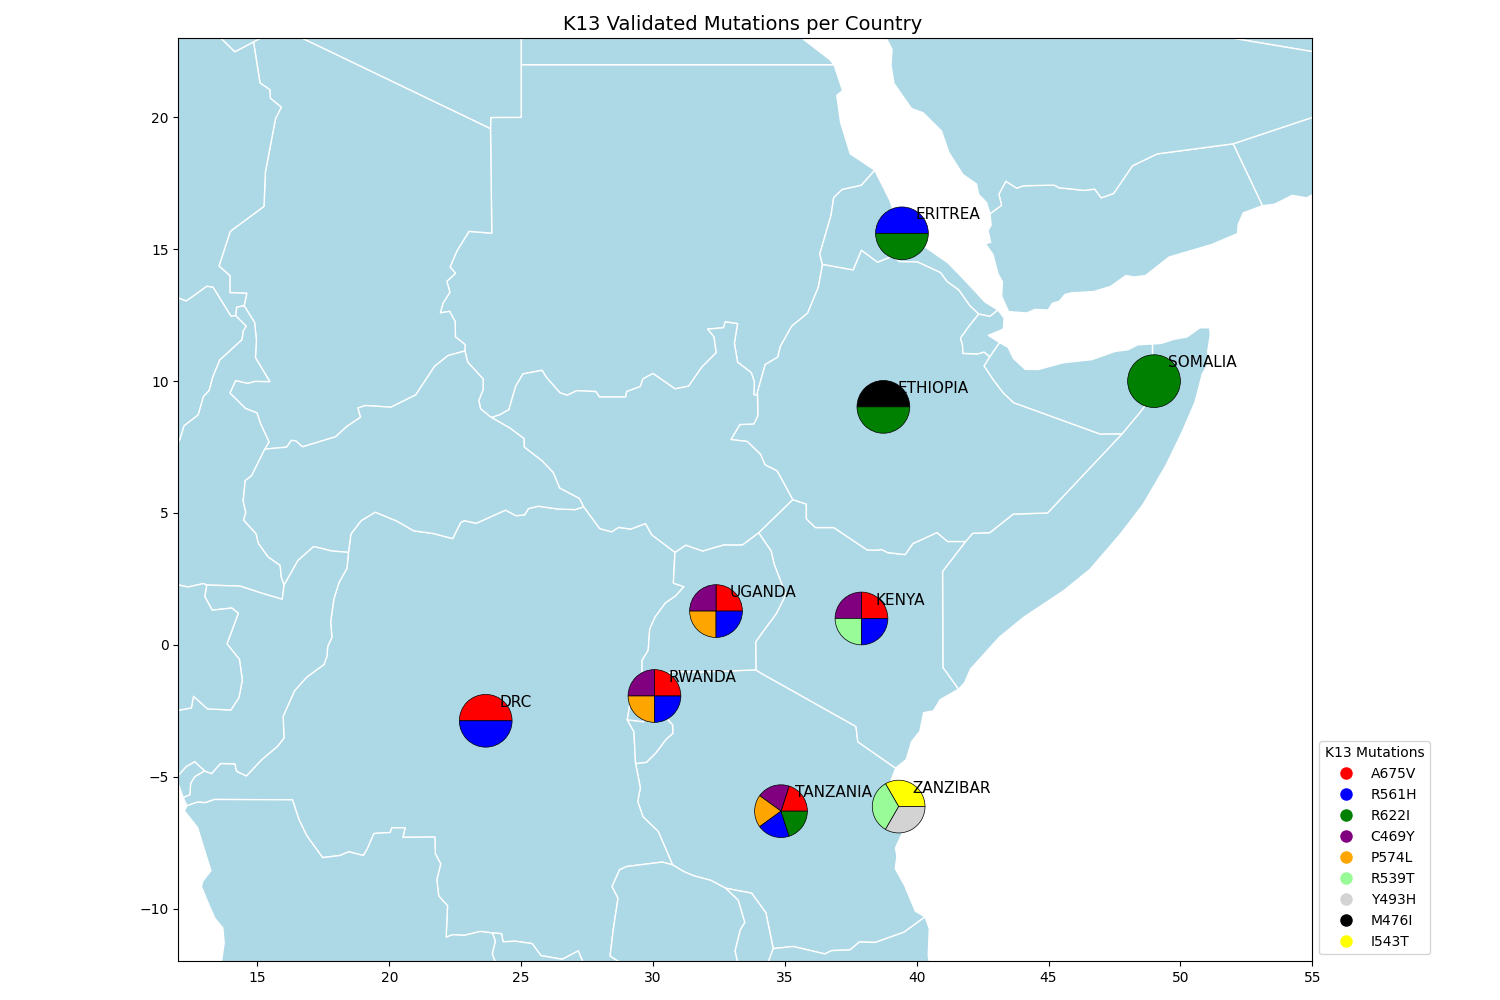 K13 Validated Mutations per Country
20
15
10
5
0
−5
−10
ERITREA
SOMALIA
ETHIOPIA
UGANDA
KENYA
RWANDA
DRC
TANZANIA
ZANZIBAR
K13 Mutations
A675V
R561H
R622I
C469Y
P574L
R539T
Y493H
M476I
I543T
15 20 25 30 35 40 45 50 55